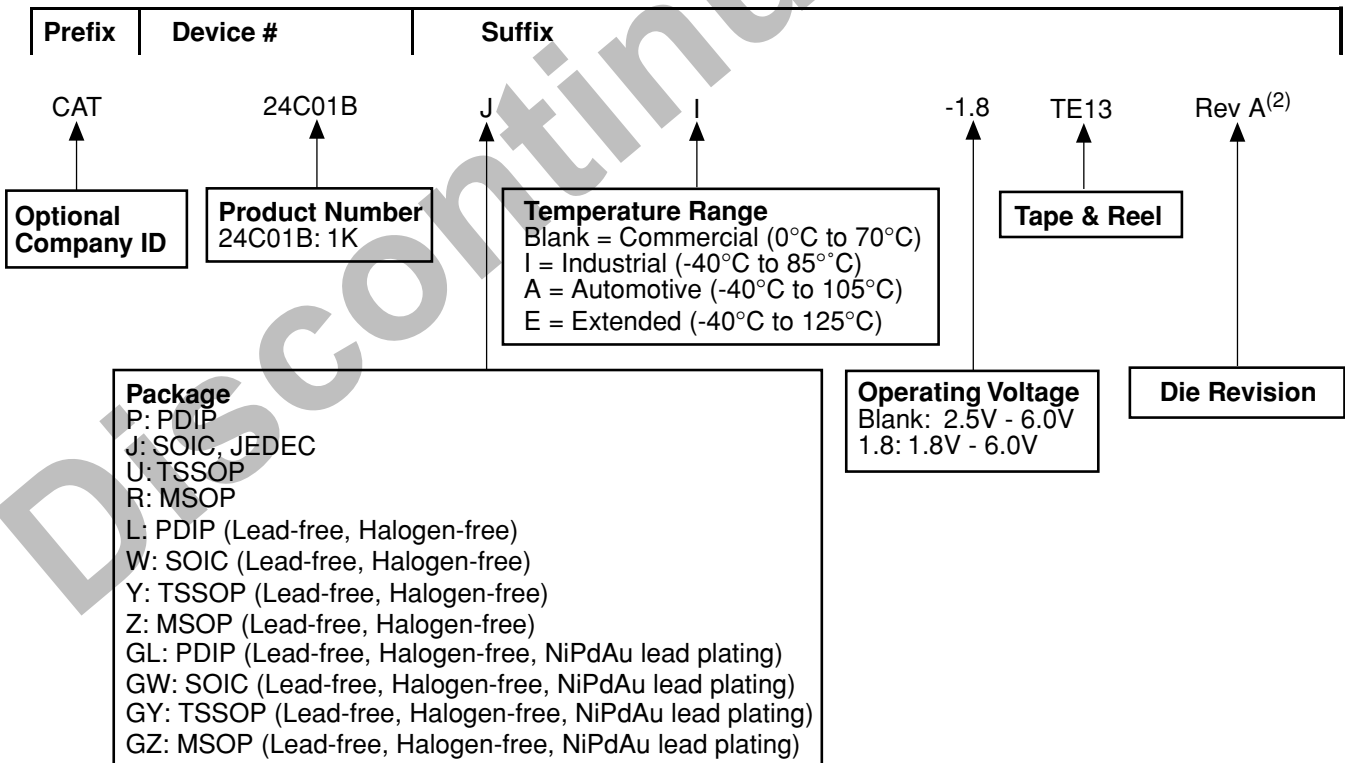 Prefix Device # Suffix
CAT 24C01B J I -1.8 TE13 Rev A(2)
Optional
Company ID
Product Number
24C01B: 1K
Temperature Range
Blank = Commercial (0°C to 70°C)
I = Industrial (-40°C to 85°˚C)
A = Automotive (-40°C to 105°C)
E = Extended (-40°C to 125°C)
Tape & Reel
Package
P: PDIP
J: SOIC, JEDEC
U: TSSOP
R: MSOP
L: PDIP (Lead-free, Halogen-free)
W: SOIC (Lead-free, Halogen-free)
Y: TSSOP (Lead-free, Halogen-free)
Z: MSOP (Lead-free, Halogen-free)
GL: PDIP (Lead-free, Halogen-free, NiPdAu lead plating)
GW: SOIC (Lead-free, Halogen-free, NiPdAu lead plating)
GY: TSSOP (Lead-free, Halogen-free, NiPdAu lead plating)
GZ: MSOP (Lead-free, Halogen-free, NiPdAu lead plating)
Operating Voltage
Blank: 2.5V - 6.0V
1.8: 1.8V - 6.0V
Die Revision
Discontinu